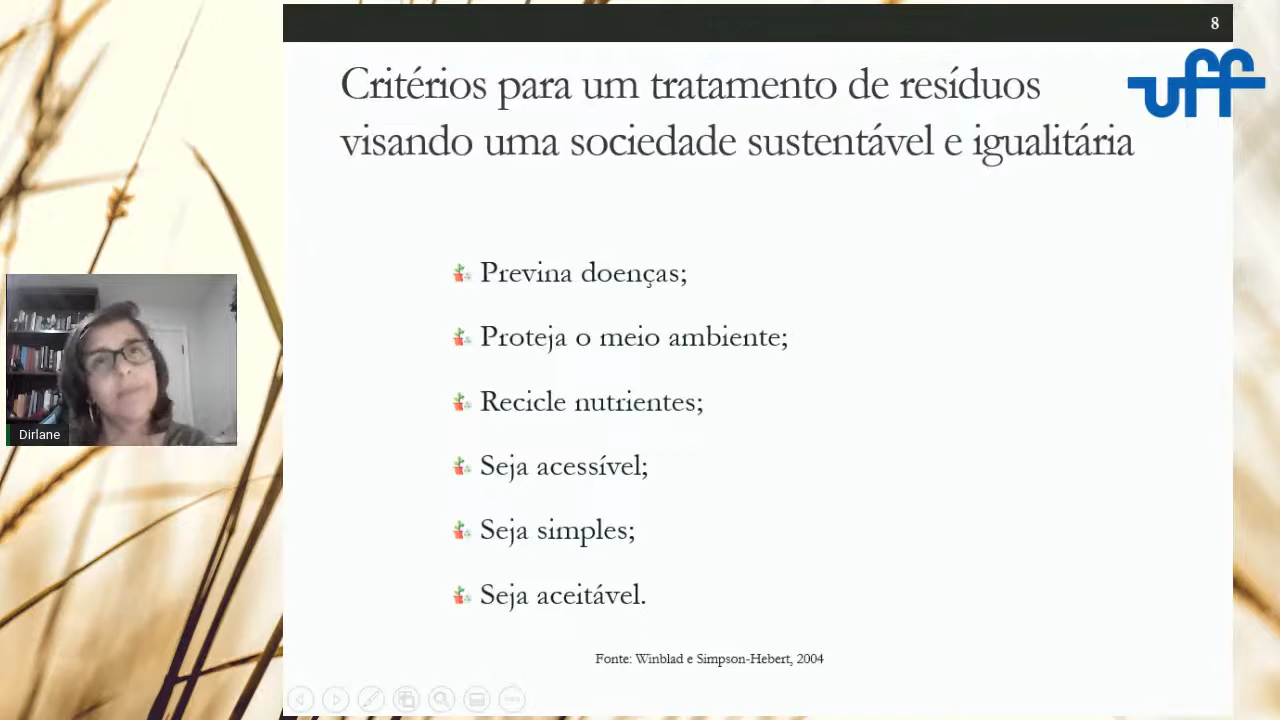 8
Critérios para um tratamento de resíduos
visando uma sociedade sustentável e igualitária
uff
Previna doenças;
Proteja o meio ambiente;
Recicle nutrientes;
Seja acessível;
Seja simples;
Seja aceitável.
Dirlane
Fonte: Winblad e Simpson-Hebert, 2004